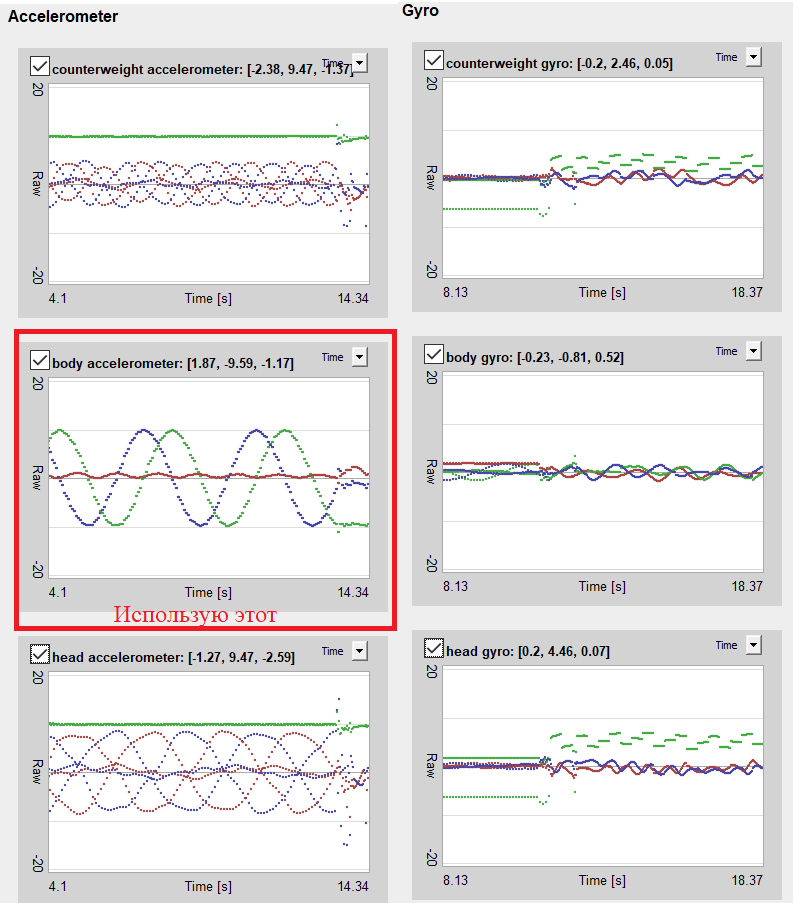 Accelerometer
Gyro
counterweight accelerometer: [-2.38, 9.47, -1.37]
Time
20
Raw
-20
4.1
Time [s]
14.34
counterweight gyro: [-0.2, 2.46, 0.05]
Time
20
Raw
-20
8.13
Time [s]
18.37
body accelerometer: [1.87, -9.59, -1.17]
Time
20
Raw
-20
4.1
Time [s]
14.34
Использую этот
body gyro: [-0.23, -0.81, 0.52]
Time
20
Raw
-20
8.13
Time [s]
18.37
head accelerometer: [-1.27, 9.47, -2.59]
Time
20
Raw
-20
4.1
Time [s]
14.34
head gyro: [0.2, 4.46, 0.07]
Time
20
Raw
-20
8.13
Time [s]
18.37